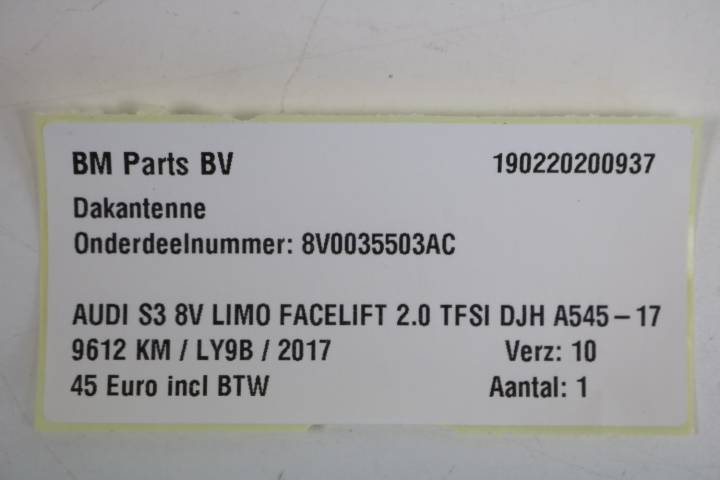 BM Parts BV 190220200937
Dakantenne
Onderdeelnummer: 8V0035503AC
AUDI S3 8V LIMO FACELIFT 2.0 TFSI DJH A545-17
9612 KM / LY9B / 2017 Verz: 10
45 Euro incl BTW Aantal: 1